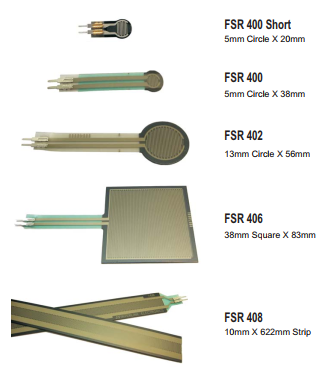 FSR 400 Short
5mm Circle X 20mm
FSR 400
5mm Circle X 38mm
FSR 402
13mm Circle X 56mm
FSR 406
38mm Square X 83mm
FSR 408
10mm X 622mm Strip